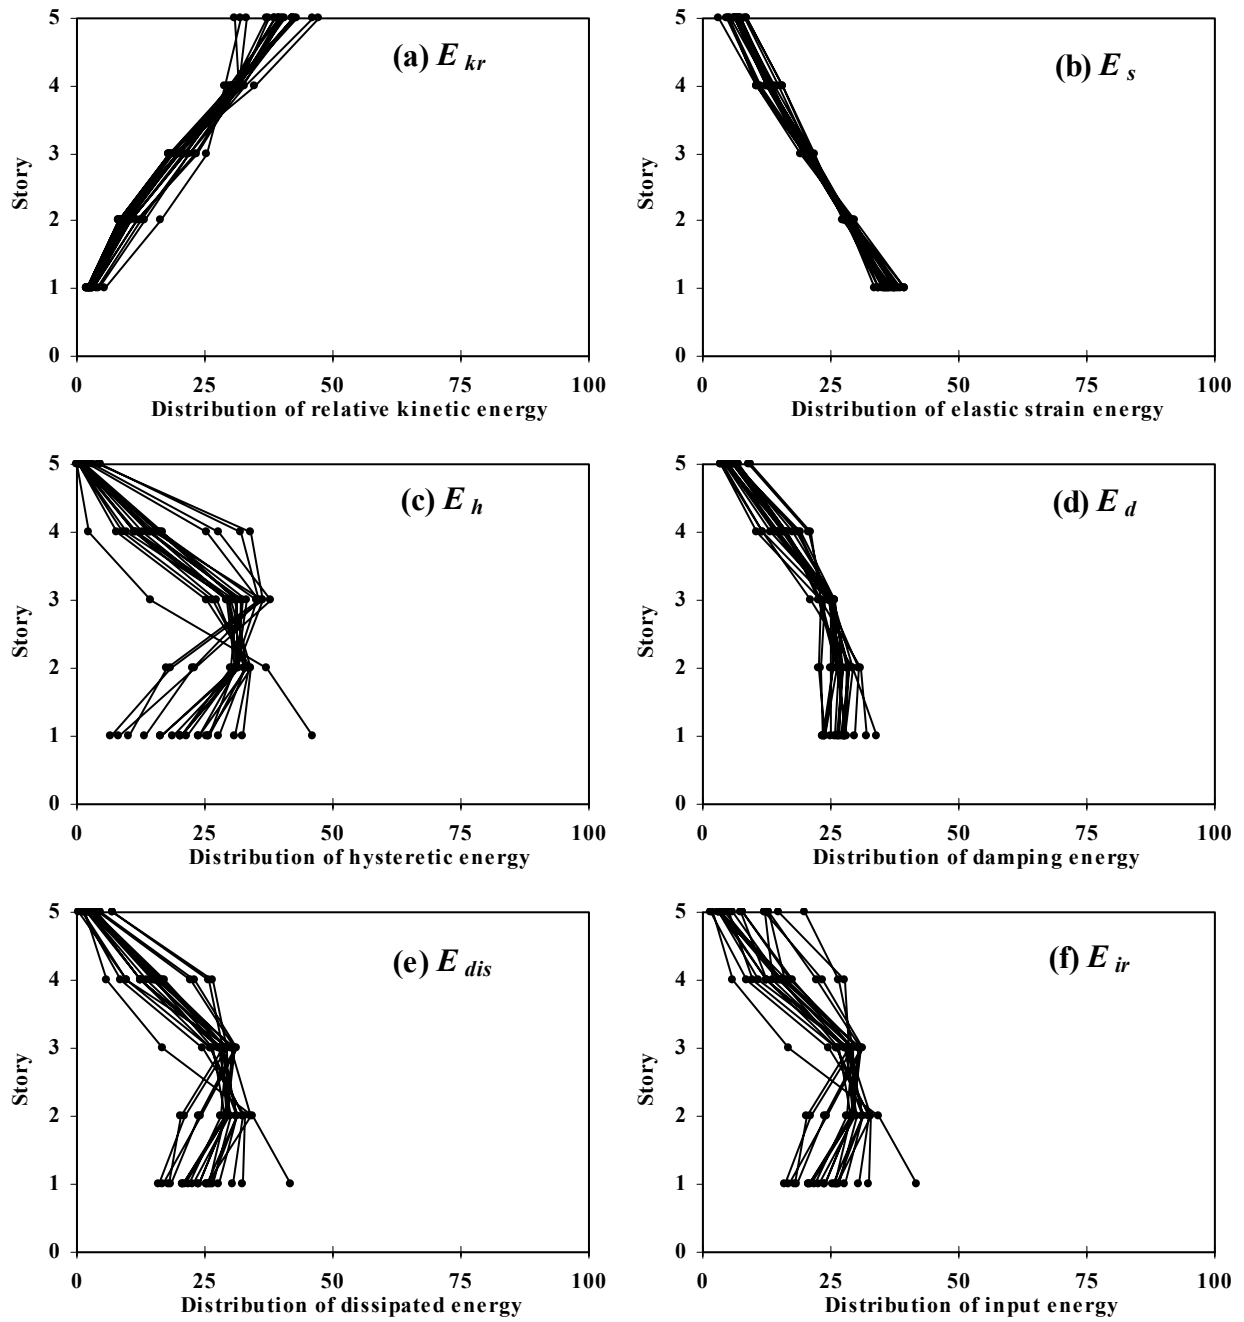 5
4
3
2
1
0
Story
(a) E kr
0 25 50 75 100
Distribution of relative kinetic energy
5
4
3
2
1
0
Story
(b) E s
0 25 50 75 100
Distribution of elastic strain energy
5
4
3
2
1
0
Story
(c) E h
0 25 50 75 100
Distribution of hysteretic energy
5
4
3
2
1
0
Story
(d) E d
0 25 50 75 100
Distribution of damping energy
5
4
3
2
1
0
Story
(e) E dis
0 25 50 75 100
Distribution of dissipated energy
5
4
3
2
1
0
Story
(f) E ir
0 25 50 75 100
Distribution of input energy